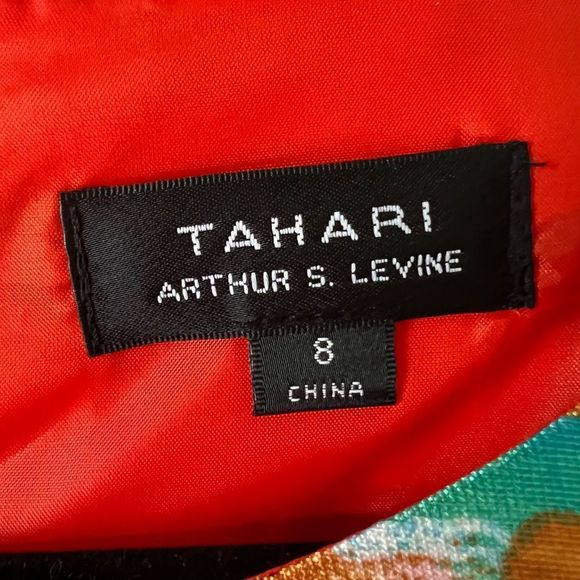 TAHARI
ARTHUR S. LEVINE
8
CHINA